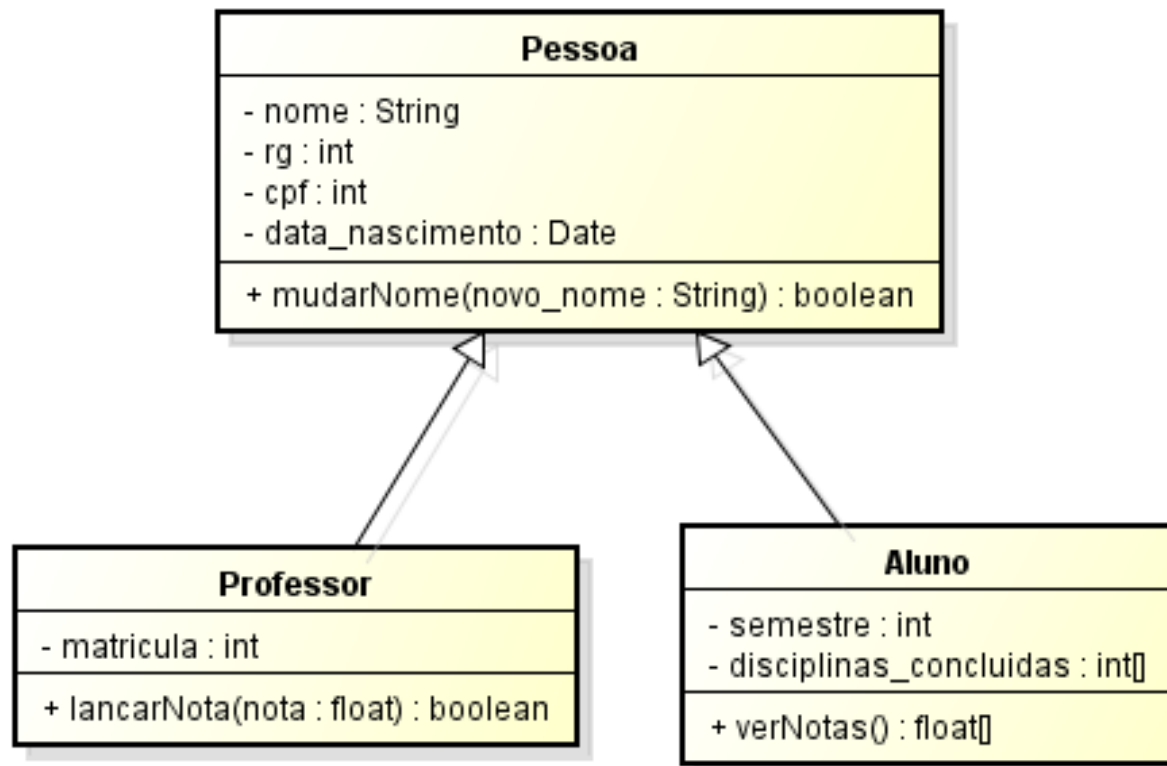 Pessoa
- nome : String
- rg : int
- cpf : int
- data_nascimento : Date
+ mudarNome(novo_nome : String) : boolean
Professor
- matricula : int
+ lancarNota(nota : float) : boolean
Aluno
- semestre : int
- disciplinas_concluidas : int[]
+ verNotas() : float[]